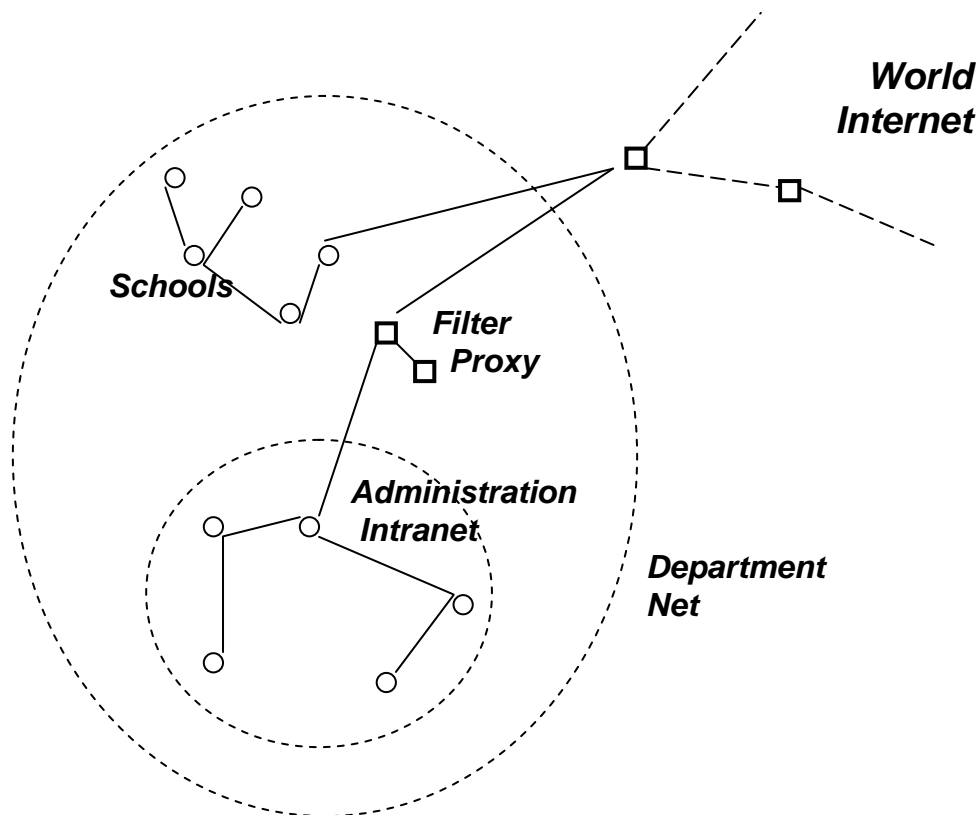 World
Internet
Schools
Filter
Proxy
Administration
Intranet
Department
Net